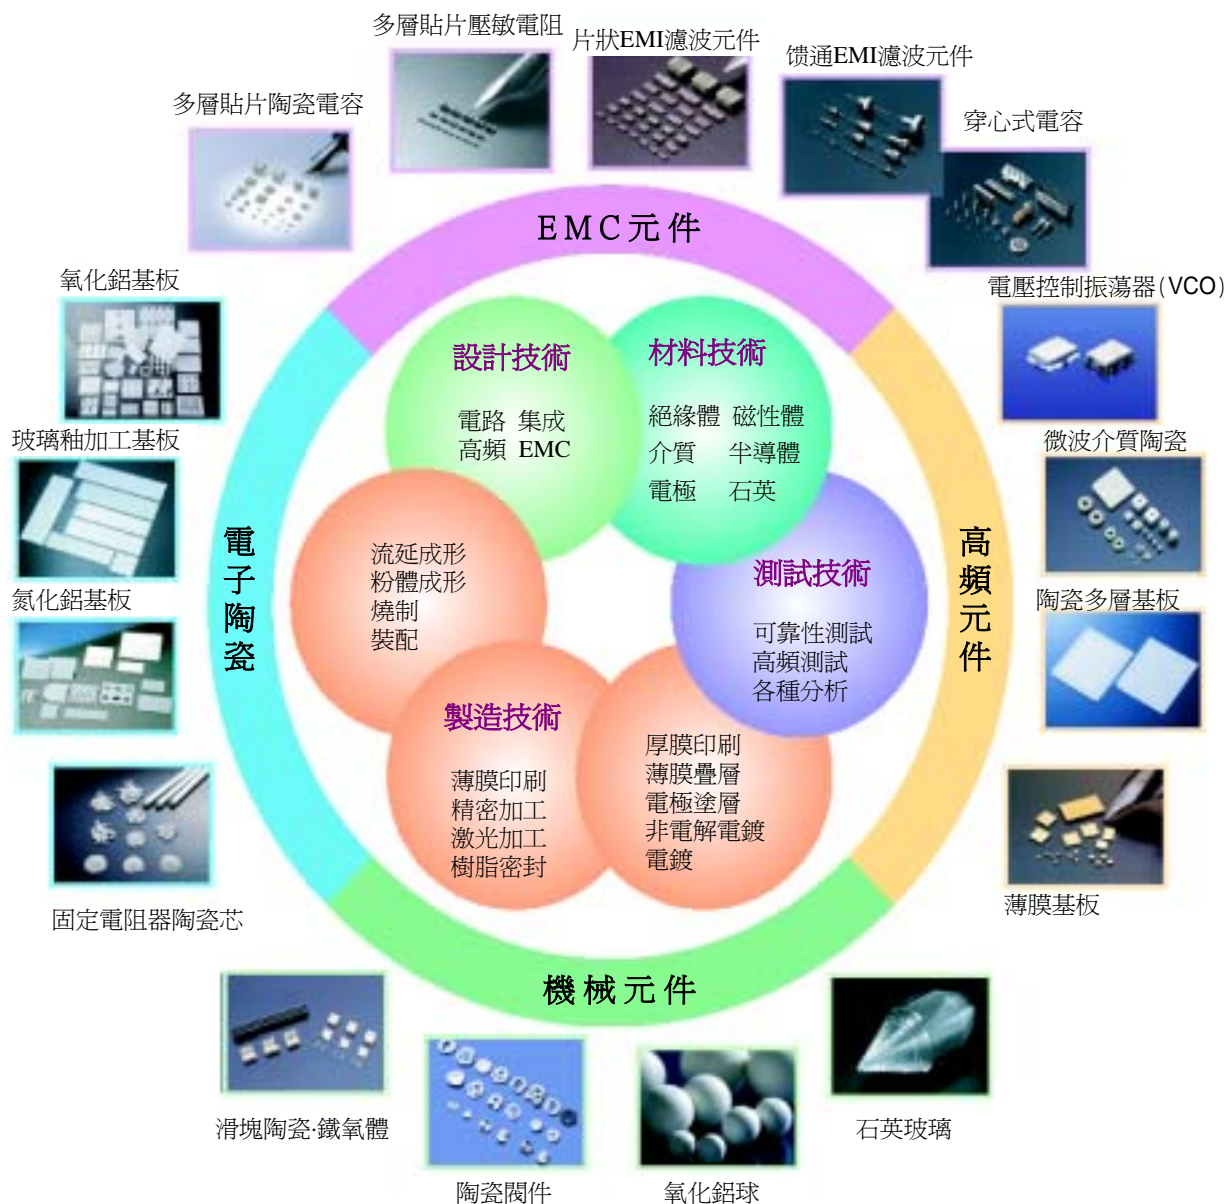 多層貼片壓敏電阻
片狀EMI濾波元件
馈通EMI濾波元件
多層貼片陶瓷電容
穿心式電容
EMC元件
氧化鋁基板
電壓控制振蕩器(VCO)
設計技術
電路 集成
高頻 EMC
材料技術
絕緣體 磁性體
介質 半導體
電極 石英
玻璃釉加工基板
微波介質陶瓷
電子陶瓷
高頻元件
流延成形
粉體成形
燒制
裝配
測試技術
可靠性測試
高頻測試
各種分析
氮化鋁基板
陶瓷多層基板
製造技術
薄膜印刷
精密加工
激光加工
樹脂密封
厚膜印刷
薄膜疊層
電極塗層
非電解電鍍
電鍍
固定電阻器陶瓷芯
薄膜基板
機械元件
滑塊陶瓷·鐵氧體
陶瓷閥件
氧化鋁球
石英玻璃